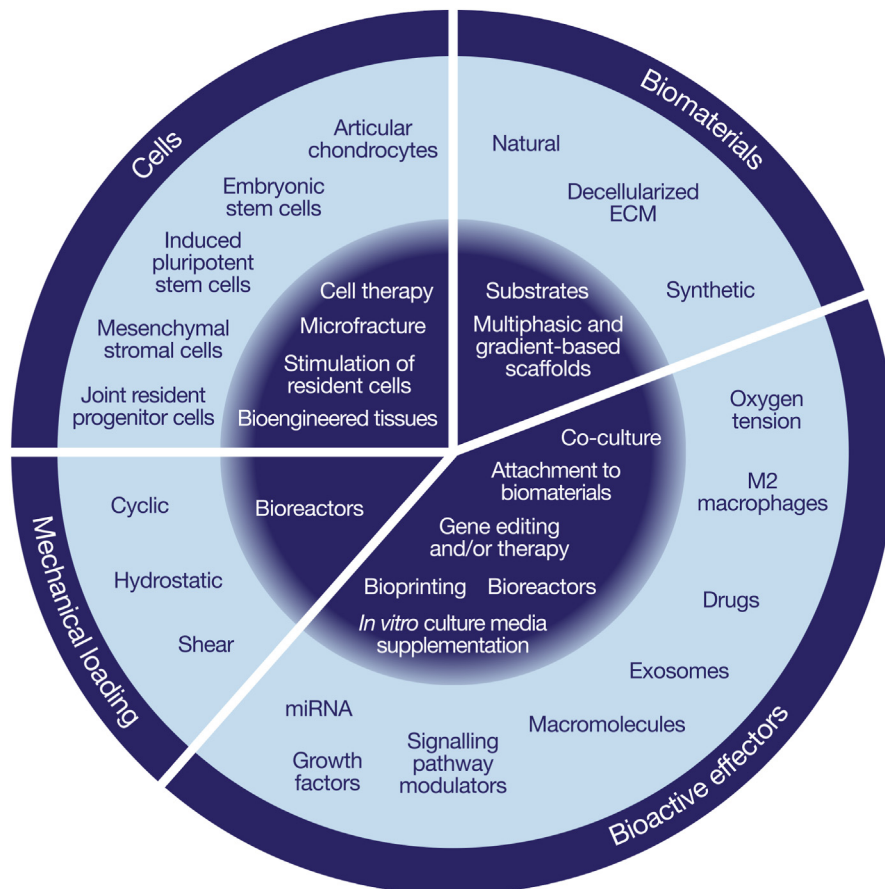 Cells
Articular
chondrocytes
Embryonic
stem cells
Induced
pluripotent
stem cells
Mesenchymal
stromal cells
Joint resident
progenitor cells
Cell therapy
Microfracture
Stimulation of
resident cells
Bioengineered tissues
Biomaterials
Natural
Decellularized
ECM
Synthetic
Substrates
Multiphasic and
gradient-based
scaffolds
Bioactive effectors
Oxygen
tension
M2
macrophages
Drugs
Exosomes
Macromolecules
Signalling
pathway
modulators
miRNA
Growth
factors
Co-culture
Attachment to
biomaterials
Gene editing
and/or therapy
Bioprinting Bioreactors
In vitro culture media
supplementation
Mechanical loading
Cyclic
Hydrostatic
Shear
Bioreactors